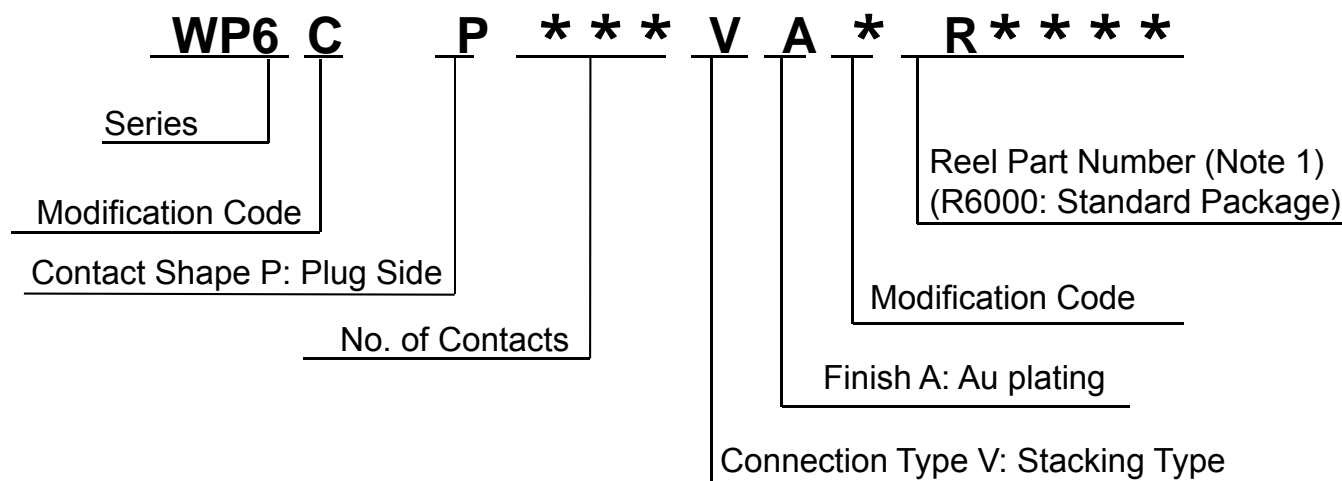 WP6 C P * * * V A * R * * * *
Series
Reel Part Number (Note 1)
(R6000: Standard Package)
Modification Code
Contact Shape P: Plug Side
Modification Code
No. of Contacts
Finish A: Au plating
Connection Type V: Stacking Type